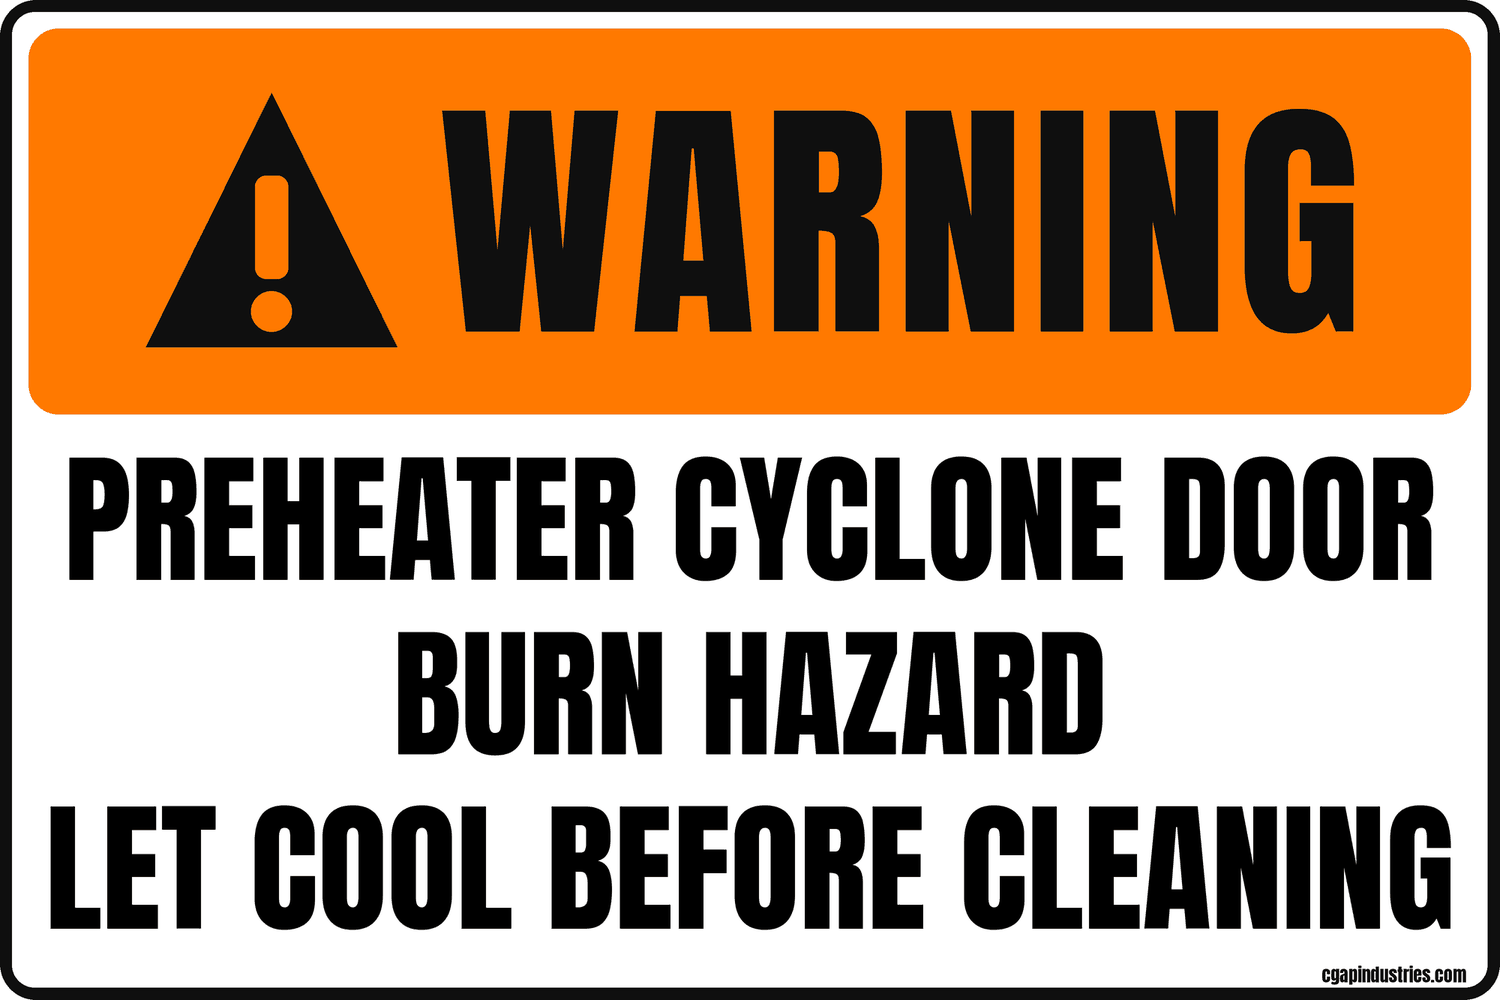 WARNING
PREHEATER CYCLONE DOOR
BURN HAZARD
LET COOL BEFORE CLEANING
cgapindustries.com